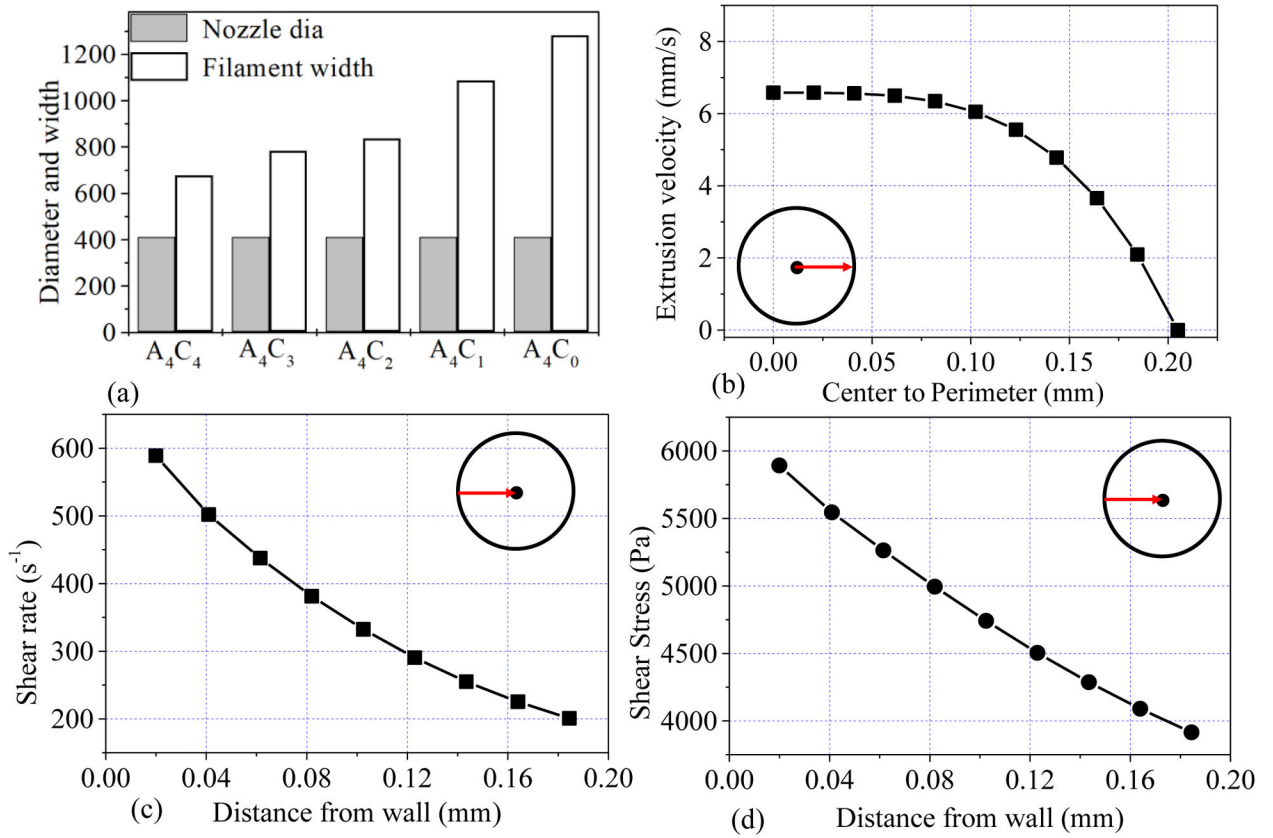 Nozzle dia
Filament width
Diameter and width
1200
1000
800
600
400
200
0
A₄C₄ A₄C₃ A₄C₂ A₄C₁ A₄C₀
(a)
Extrusion velocity (mm/s)
8
6
4
2
0
0.00 0.05 0.10 0.15 0.20
(b)
Center to Perimeter (mm)
Shear rate (s⁻¹)
600
500
400
300
200
0.00 0.04 0.08 0.12 0.16 0.20
(c)
Distance from wall (mm)
Shear Stress (Pa)
6000
5500
5000
4500
4000
0.00 0.04 0.08 0.12 0.16 0.20
(d)
Distance from wall (mm)